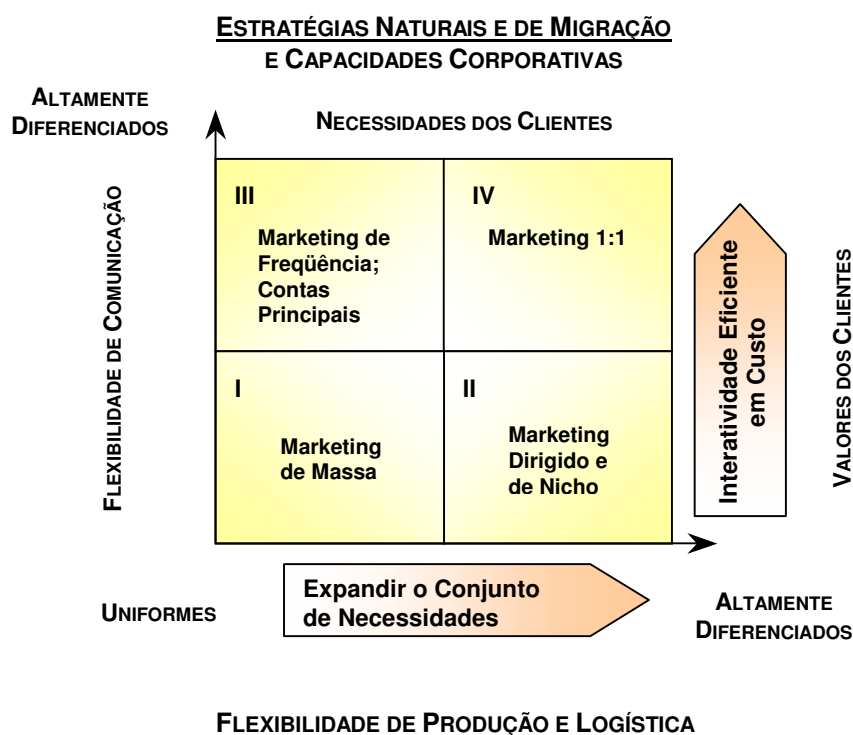 ESTRATÉGIAS NATURAIS E DE MIGRAÇÃO
E CAPACIDADES CORPORATIVAS
ALTAMENTE
DIFERENCIADOS
NECESSIDADES DOS CLIENTES
FLEXIBILIDADE DE COMUNICAÇÃO
III
Marketing de
Freqüência;
Contas
Principais
IV
Marketing 1:1
I
Marketing
de Massa
II
Marketing
Dirigido e
de Nicho
Interatividade Eficiente
em Custo
VALORES DOS CLIENTES
UNIFORMES
Expandir o Conjunto
de Necessidades
ALTAMENTE
DIFERENCIADOS
FLEXIBILIDADE DE PRODUÇÃO E LOGÍSTICA